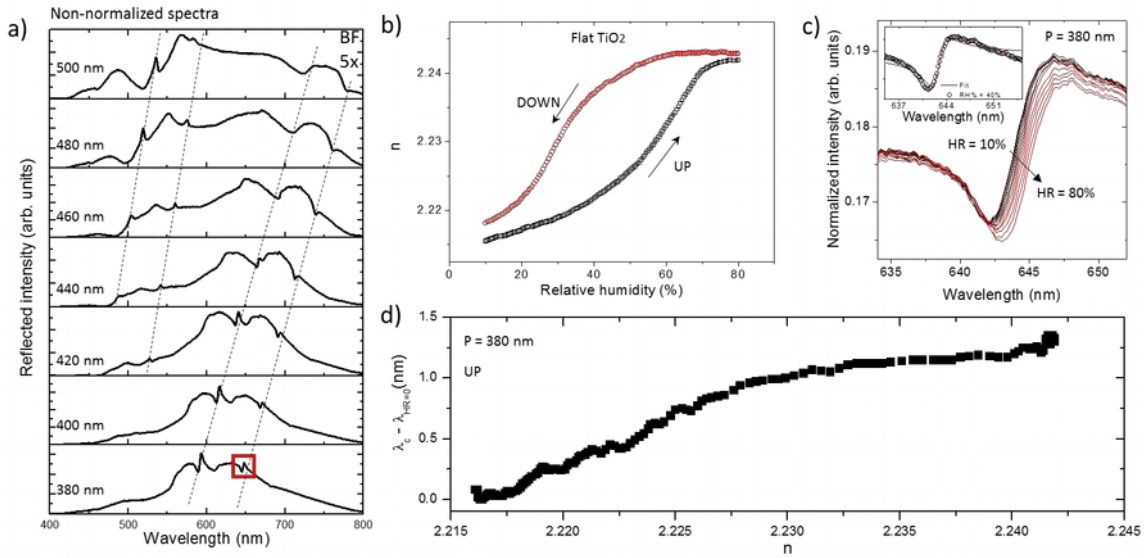 Non-normalized spectra
a)
BF
5x
500 nm
480 nm
460 nm
440 nm
420 nm
400 nm
380 nm
Reflected intensity (arb. units)
400 500 600 700 800
Wavelength (nm)
b)
Flat TiO2
DOWN
UP
n
2.24
2.23
2.22
0 20 40 60 80
Relative humidity (%)
c)
P = 380 nm
0.19
0.18
0.17
Normalized intensity (arb. units)
Fit
RH% = 40%
637 644 651
Wavelength (nm)
HR = 10%
HR = 80%
635 640 645 650
Wavelength (nm)
d)
P = 380 nm
UP
1.5
1.0
0.5
0.0
λc - λHR=0(nm)
2.215 2.220 2.225 2.230 2.235 2.240 2.245
n